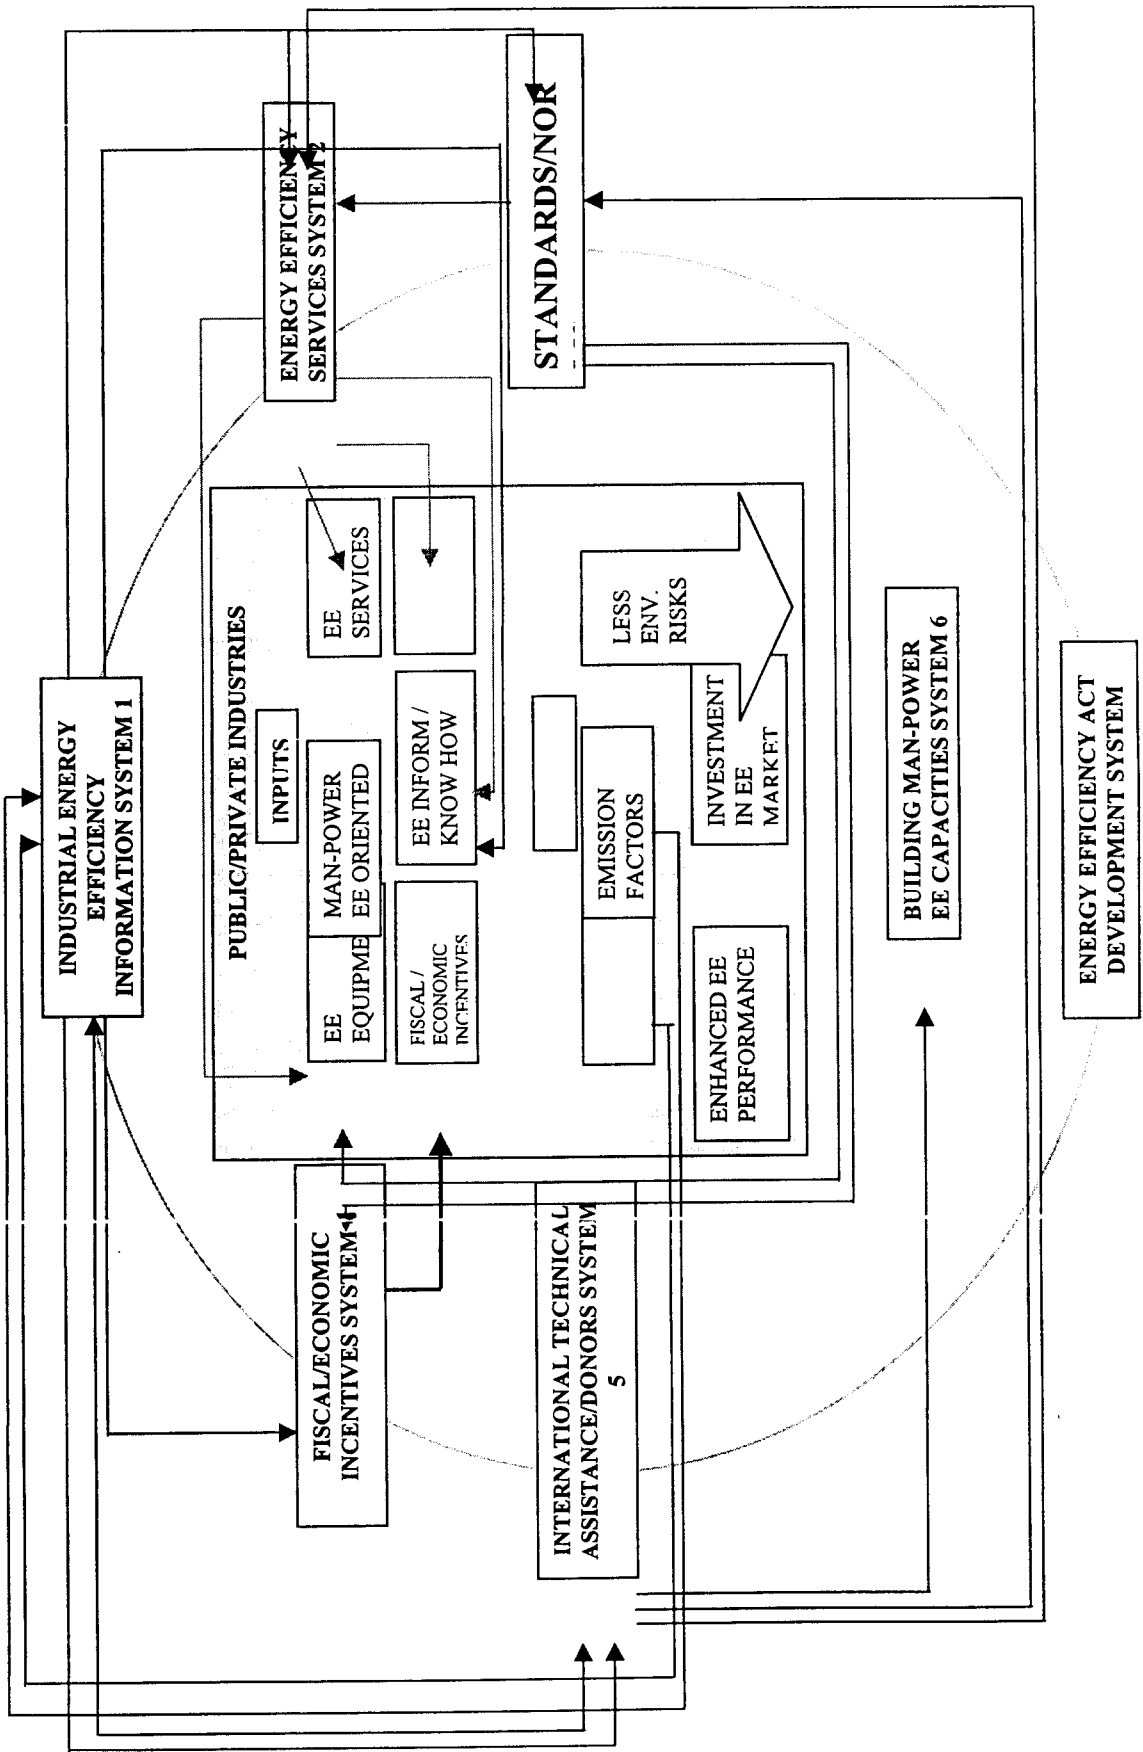 INDUSTRIAL ENERGY
EFFICIENCY
INFORMATION SYSTEM 1
FISCAL/ECONOMIC
INCENTIVES SYSTEM
PUBLIC/PRIVATE INDUSTRIES
INPUTS
EE
EQUIPME
MAN-POWER
EE ORIENTED
EE
SERVICES
FISCAL /
ECONOMIC
INCENTIVES
EE INFORM /
KNOW HOW
ENERGY EFFICIENCY
SERVICES SYSTEM 2
INTERNATIONAL TECHNICAL
ASSISTANCE/DONORS SYSTEM
5
EMISSION
FACTORS
LESS
ENV.
RISKS
ENHANCED EE
PERFORMANCE
INVESTMENT
IN EE
MARKET
STANDARDS/NOR
BUILDING MAN-POWER
EE CAPACITIES SYSTEM 6
ENERGY EFFICIENCY ACT
DEVELOPMENT SYSTEM